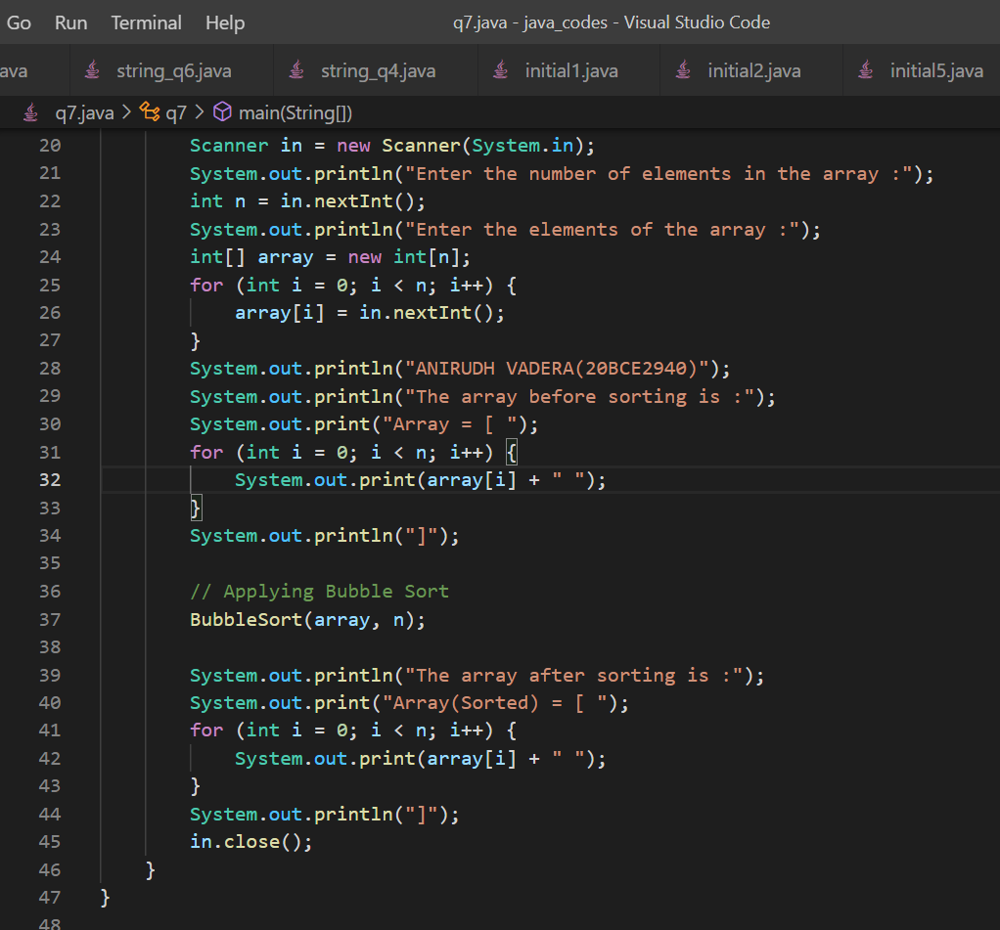 Go Run Terminal Help q7.java - java_codes - Visual Studio Code
ava string_q6.java string_q4.java initial1.java initial2.java initial5.java
q7.java > q7 > main(String[])
20 Scanner in = new Scanner(System.in);
21 System.out.println("Enter the number of elements in the array :");
22 int n = in.nextInt();
23 System.out.println("Enter the elements of the array :");
24 int[] array = new int[n];
25 for (int i = 0; i < n; i++) {
26 array[i] = in.nextInt();
27 }
28 System.out.println("ANIRUDH VADERA(20BCE2940)");
29 System.out.println("The array before sorting is :");
30 System.out.print("Array = [ ");
31 for (int i = 0; i < n; i++) {
32 System.out.print(array[i] + " ");
33 }
34 System.out.println("]");
35
36 // Applying Bubble Sort
37 BubbleSort(array, n);
38
39 System.out.println("The array after sorting is :");
40 System.out.print("Array(Sorted) = [ ");
41 for (int i = 0; i < n; i++) {
42 System.out.print(array[i] + " ");
43 }
44 System.out.println("]");
45 in.close();
46 }
47 }
48